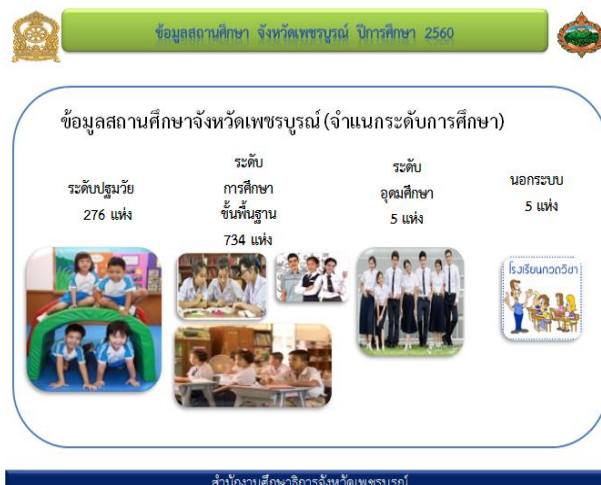 ข้อมูลสถานศึกษา จังหวัดเพชรบูรณ์ ปีการศึกษา 2560
ข้อมูลสถานศึกษาจังหวัดเพชรบูรณ์ (จำแนกระดับการศึกษา)
ระดับปฐมวัย
276 แห่ง
ระดับ
การศึกษา
ขั้นพื้นฐาน
734 แห่ง
ระดับ
อุดมศึกษา
5 แห่ง
นอกระบบ
5 แห่ง
โรงเรียนกวดวิชา
สำนักงานศึกษาธิการจังหวัดเพชรบูรณ์